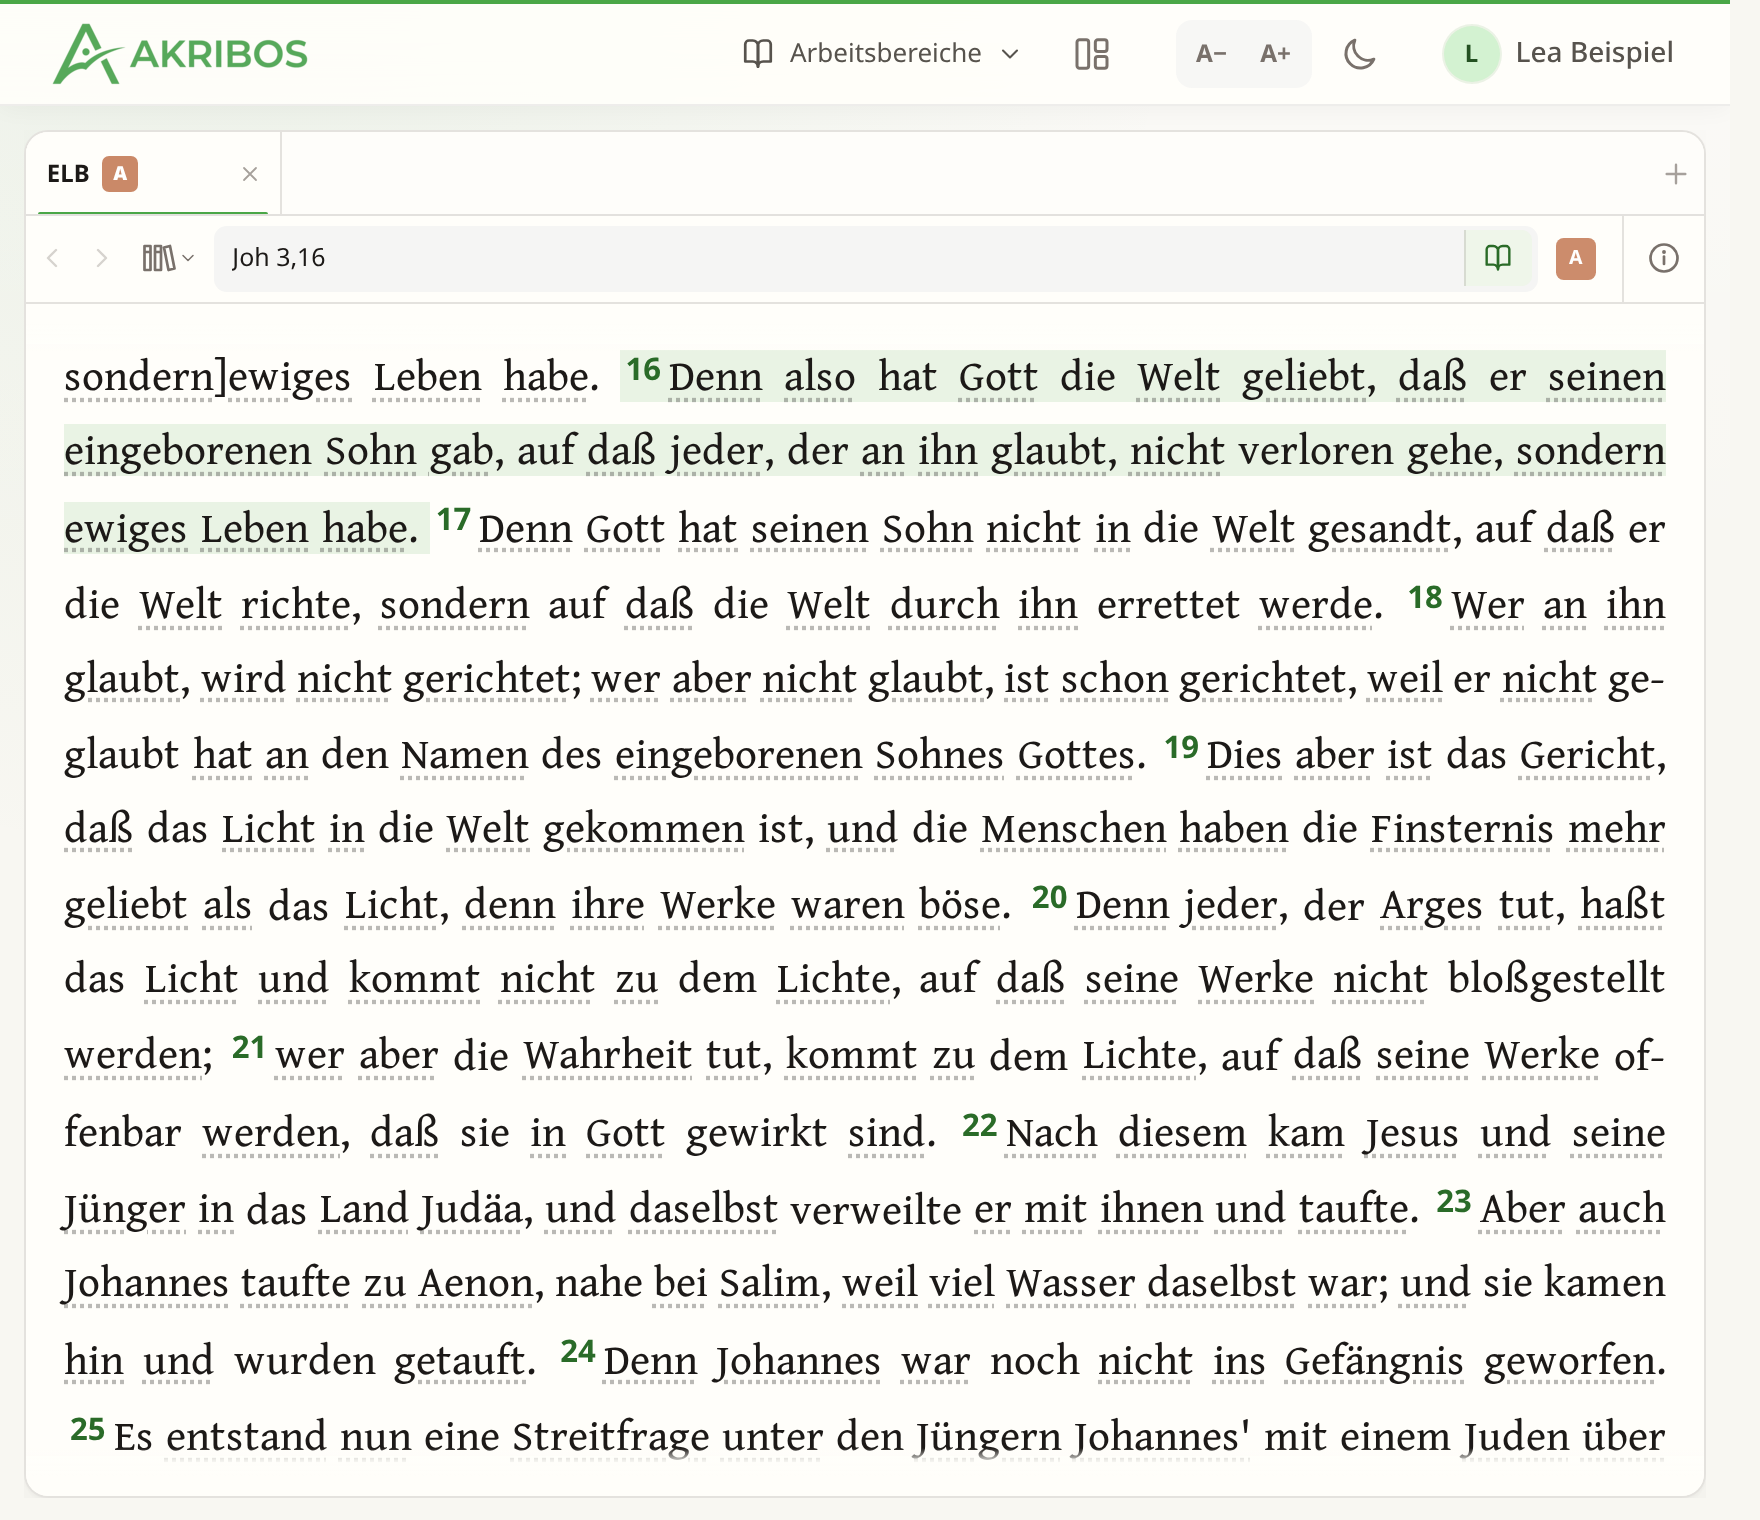 AKRIBOS Arbeitsbereiche A− A+ L Lea Beispiel
ELB A
Joh 3,16 A
sondern]ewiges Leben habe. 16 Denn also hat Gott die Welt geliebt, daß er seinen
eingeborenen Sohn gab, auf daß jeder, der an ihn glaubt, nicht verloren gehe, sondern
ewiges Leben habe. 17 Denn Gott hat seinen Sohn nicht in die Welt gesandt, auf daß er
die Welt richte, sondern auf daß die Welt durch ihn errettet werde. 18 Wer an ihn
glaubt, wird nicht gerichtet; wer aber nicht glaubt, ist schon gerichtet, weil er nicht ge-
glaubt hat an den Namen des eingeborenen Sohnes Gottes. 19 Dies aber ist das Gericht,
daß das Licht in die Welt gekommen ist, und die Menschen haben die Finsternis mehr
geliebt als das Licht, denn ihre Werke waren böse. 20 Denn jeder, der Arges tut, haßt
das Licht und kommt nicht zu dem Lichte, auf daß seine Werke nicht bloßgestellt
werden; 21 wer aber die Wahrheit tut, kommt zu dem Lichte, auf daß seine Werke of-
fenbar werden, daß sie in Gott gewirkt sind. 22 Nach diesem kam Jesus und seine
Jünger in das Land Judäa, und daselbst verweilte er mit ihnen und taufte. 23 Aber auch
Johannes taufte zu Aenon, nahe bei Salim, weil viel Wasser daselbst war; und sie kamen
hin und wurden getauft. 24 Denn Johannes war noch nicht ins Gefängnis geworfen.
25 Es entstand nun eine Streitfrage unter den Jüngern Johannes' mit einem Juden über